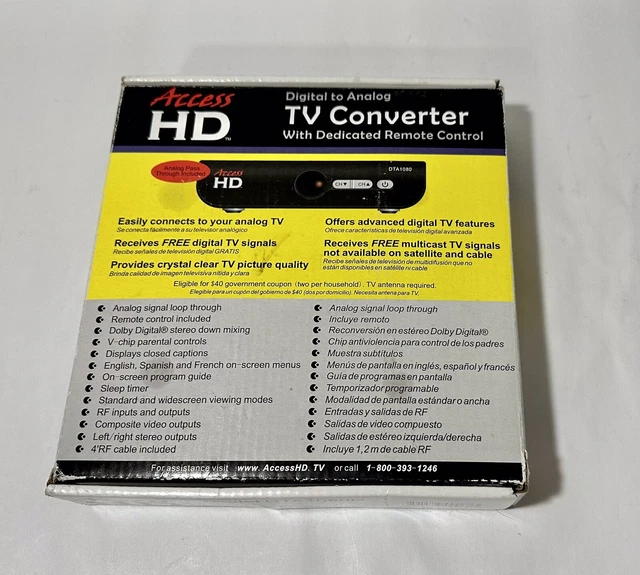 Access
HD™
Digital to Analog
TV Converter
With Dedicated Remote Control
Analog Pass
Through Included
Access
HD
DTA1080
CH▼ CH▲
Easily connects to your analog TV
Se conecta fácilmente a su televisor analógico
Receives FREE digital TV signals
Recibe señales de televisión digital GRATIS
Provides crystal clear TV picture quality
Brinda calidad de imagen televisiva nítida y clara
Offers advanced digital TV features
Ofrece características de televisión digital avanzada
Receives FREE multicast TV signals
not available on satellite and cable
Recibe señales de televisión de multidifusión que no
están disponibles en satélite ni cable
Eligible for $40 government coupon (two per household). TV antenna required.
Elegible para un cupón del gobierno de $40 (dos por domicilio). Necesita antena para TV.
Analog signal loop through
Remote control included
Dolby Digital® stereo down mixing
V-chip parental controls
Displays closed captions
English, Spanish and French on-screen menus
On-screen program guide
Sleep timer
Standard and widescreen viewing modes
RF inputs and outputs
Composite video outputs
Left/right stereo outputs
4'RF cable included
Analog signal loop through
Incluye remoto
Reconversión en estéreo Dolby Digital®
Chip antiviolencia para control de los padres
Muestra subtítulos
Menús de pantalla en inglés, español y francés
Guía de programas en pantalla
Temporizador programable
Modalidad de pantalla estándar o ancha
Entradas y salidas de RF
Salidas de video compuesto
Salidas de estéreo izquierda/derecha
Incluye 1,2 m de cable RF
For assistance visit www.AccessHD.TV or call 1-800-393-1246